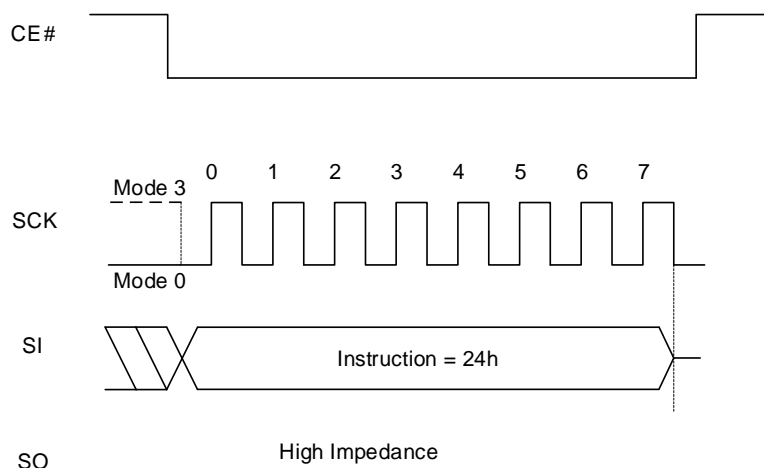 CE#
0 1 2 3 4 5 6 7
Mode 3
SCK
Mode 0
SI
Instruction = 24h
High Impedance
SO